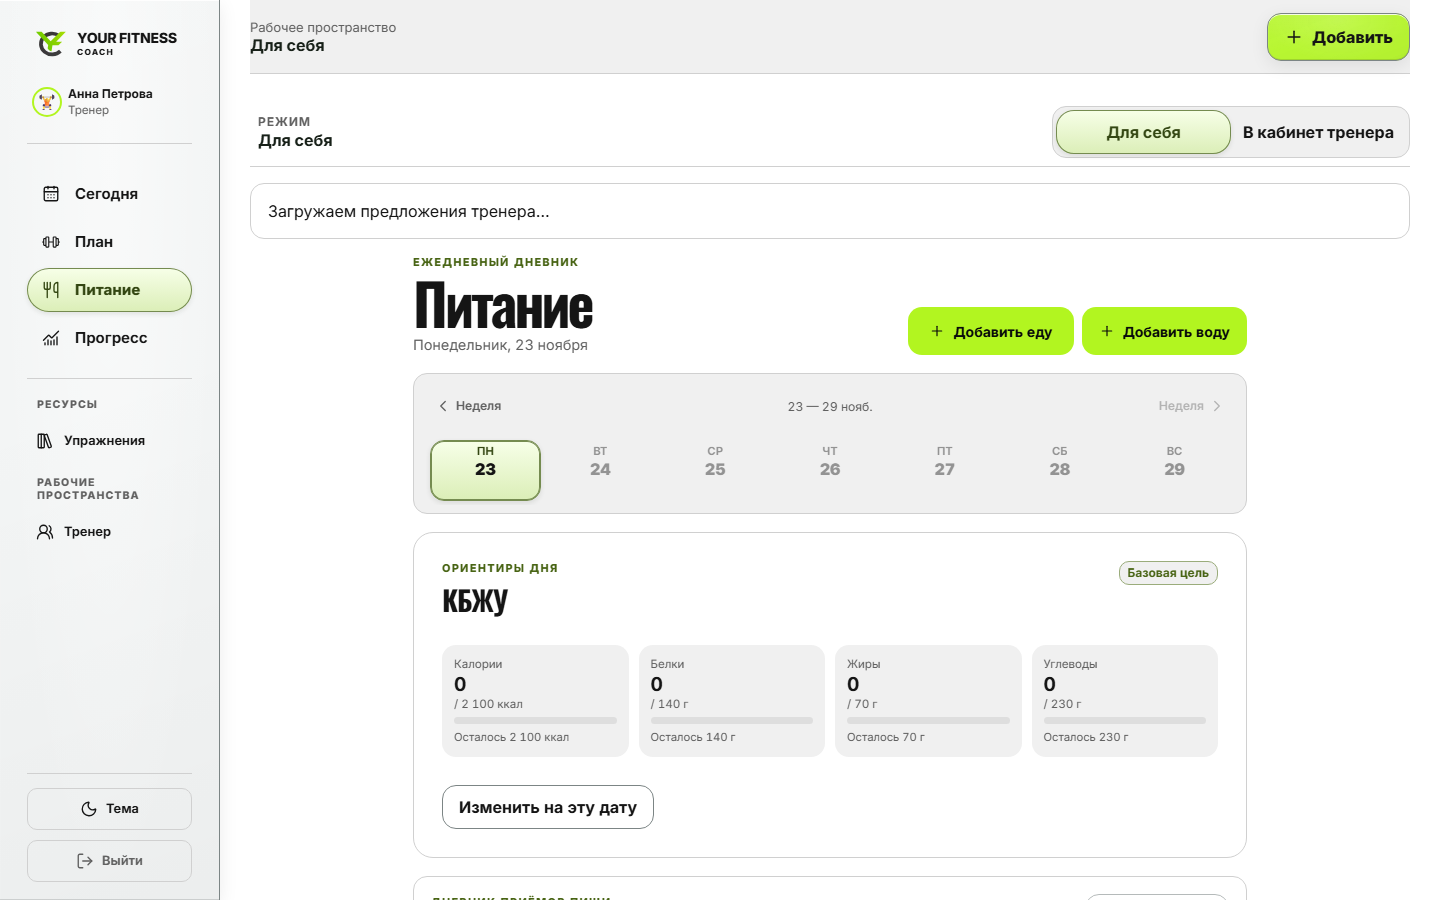 YOUR FITNESS
COACH
Анна Петрова
Тренер
Сегодня
План
Питание
Прогресс
РЕСУРСЫ
Упражнения
РАБОЧИЕ
ПРОСТРАНСТВА
Тренер
Тема
Выйти
Рабочее пространство
Для себя
Добавить
РЕЖИМ
Для себя
Для себя
В кабинет тренера
Загружаем предложения тренера...
ЕЖЕДНЕВНЫЙ ДНЕВНИК
Питание
Понедельник, 23 ноября
Добавить еду
Добавить воду
Неделя
23 — 29 нояб.
Неделя
ПН
23
ВТ
24
СР
25
ЧТ
26
ПТ
27
СБ
28
ВС
29
ОРИЕНТИРЫ ДНЯ
КБЖУ
Базовая цель
Калории
0
/ 2 100 ккал
Осталось 2 100 ккал
Белки
0
/ 140 г
Осталось 140 г
Жиры
0
/ 70 г
Осталось 70 г
Углеводы
0
/ 230 г
Осталось 230 г
Изменить на эту дату
ДНЕВНИК ПРИЁМОВ ПИЩИ